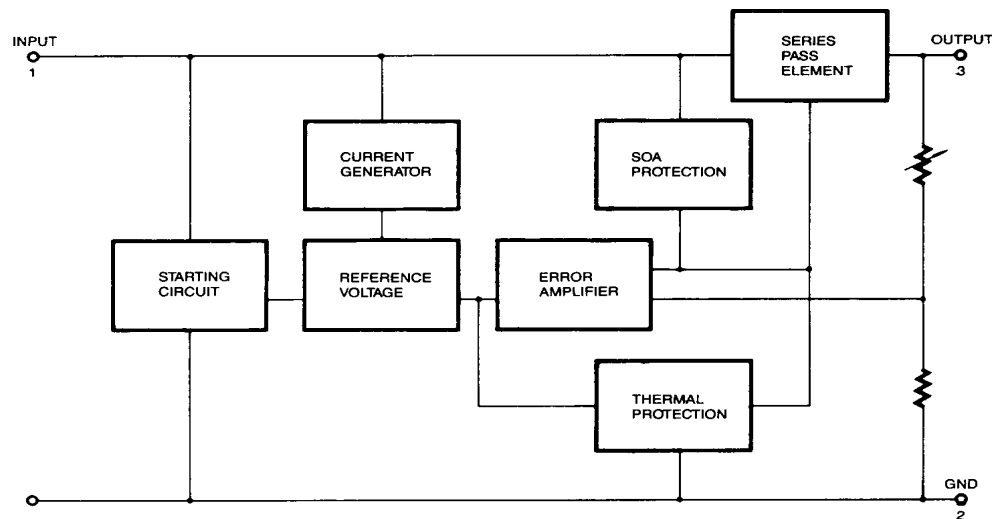 INPUT
1
SERIES
PASS
ELEMENT
OUTPUT
3
CURRENT
GENERATOR
SOA
PROTECTION
STARTING
CIRCUIT
REFERENCE
VOLTAGE
ERROR
AMPLIFIER
THERMAL
PROTECTION
GND
2